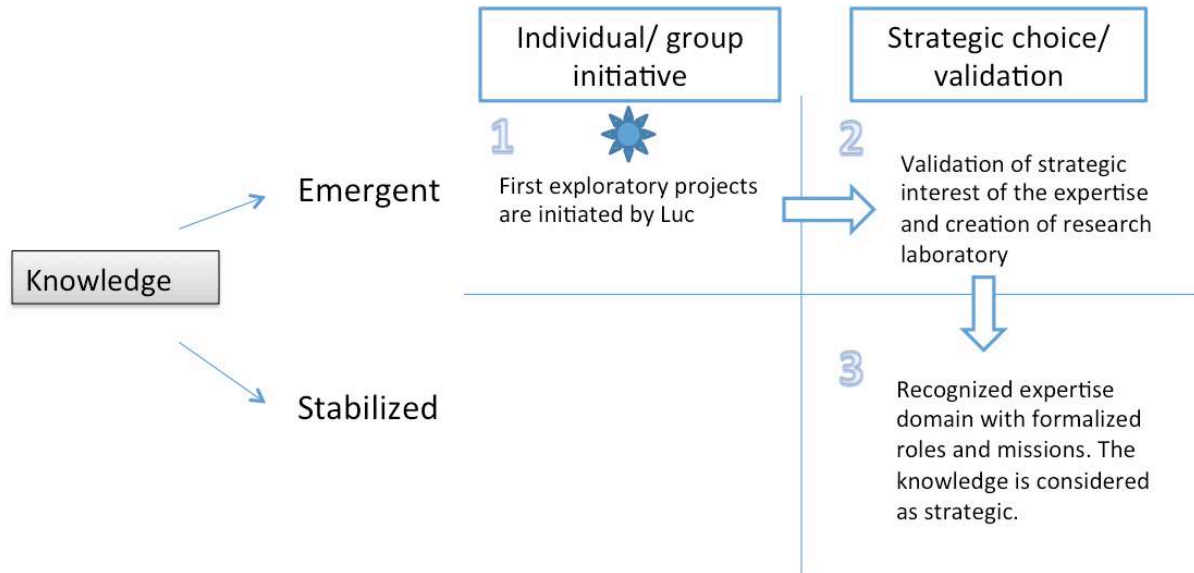 Individual/ group
initiative
Strategic choice/
validation
1
2
Emergent
First exploratory projects
are initiated by Luc
Validation of strategic
interest of the expertise
and creation of research
laboratory
Knowledge
Stabilized
3
Recognized expertise
domain with formalized
roles and missions. The
knowledge is considered
as strategic.